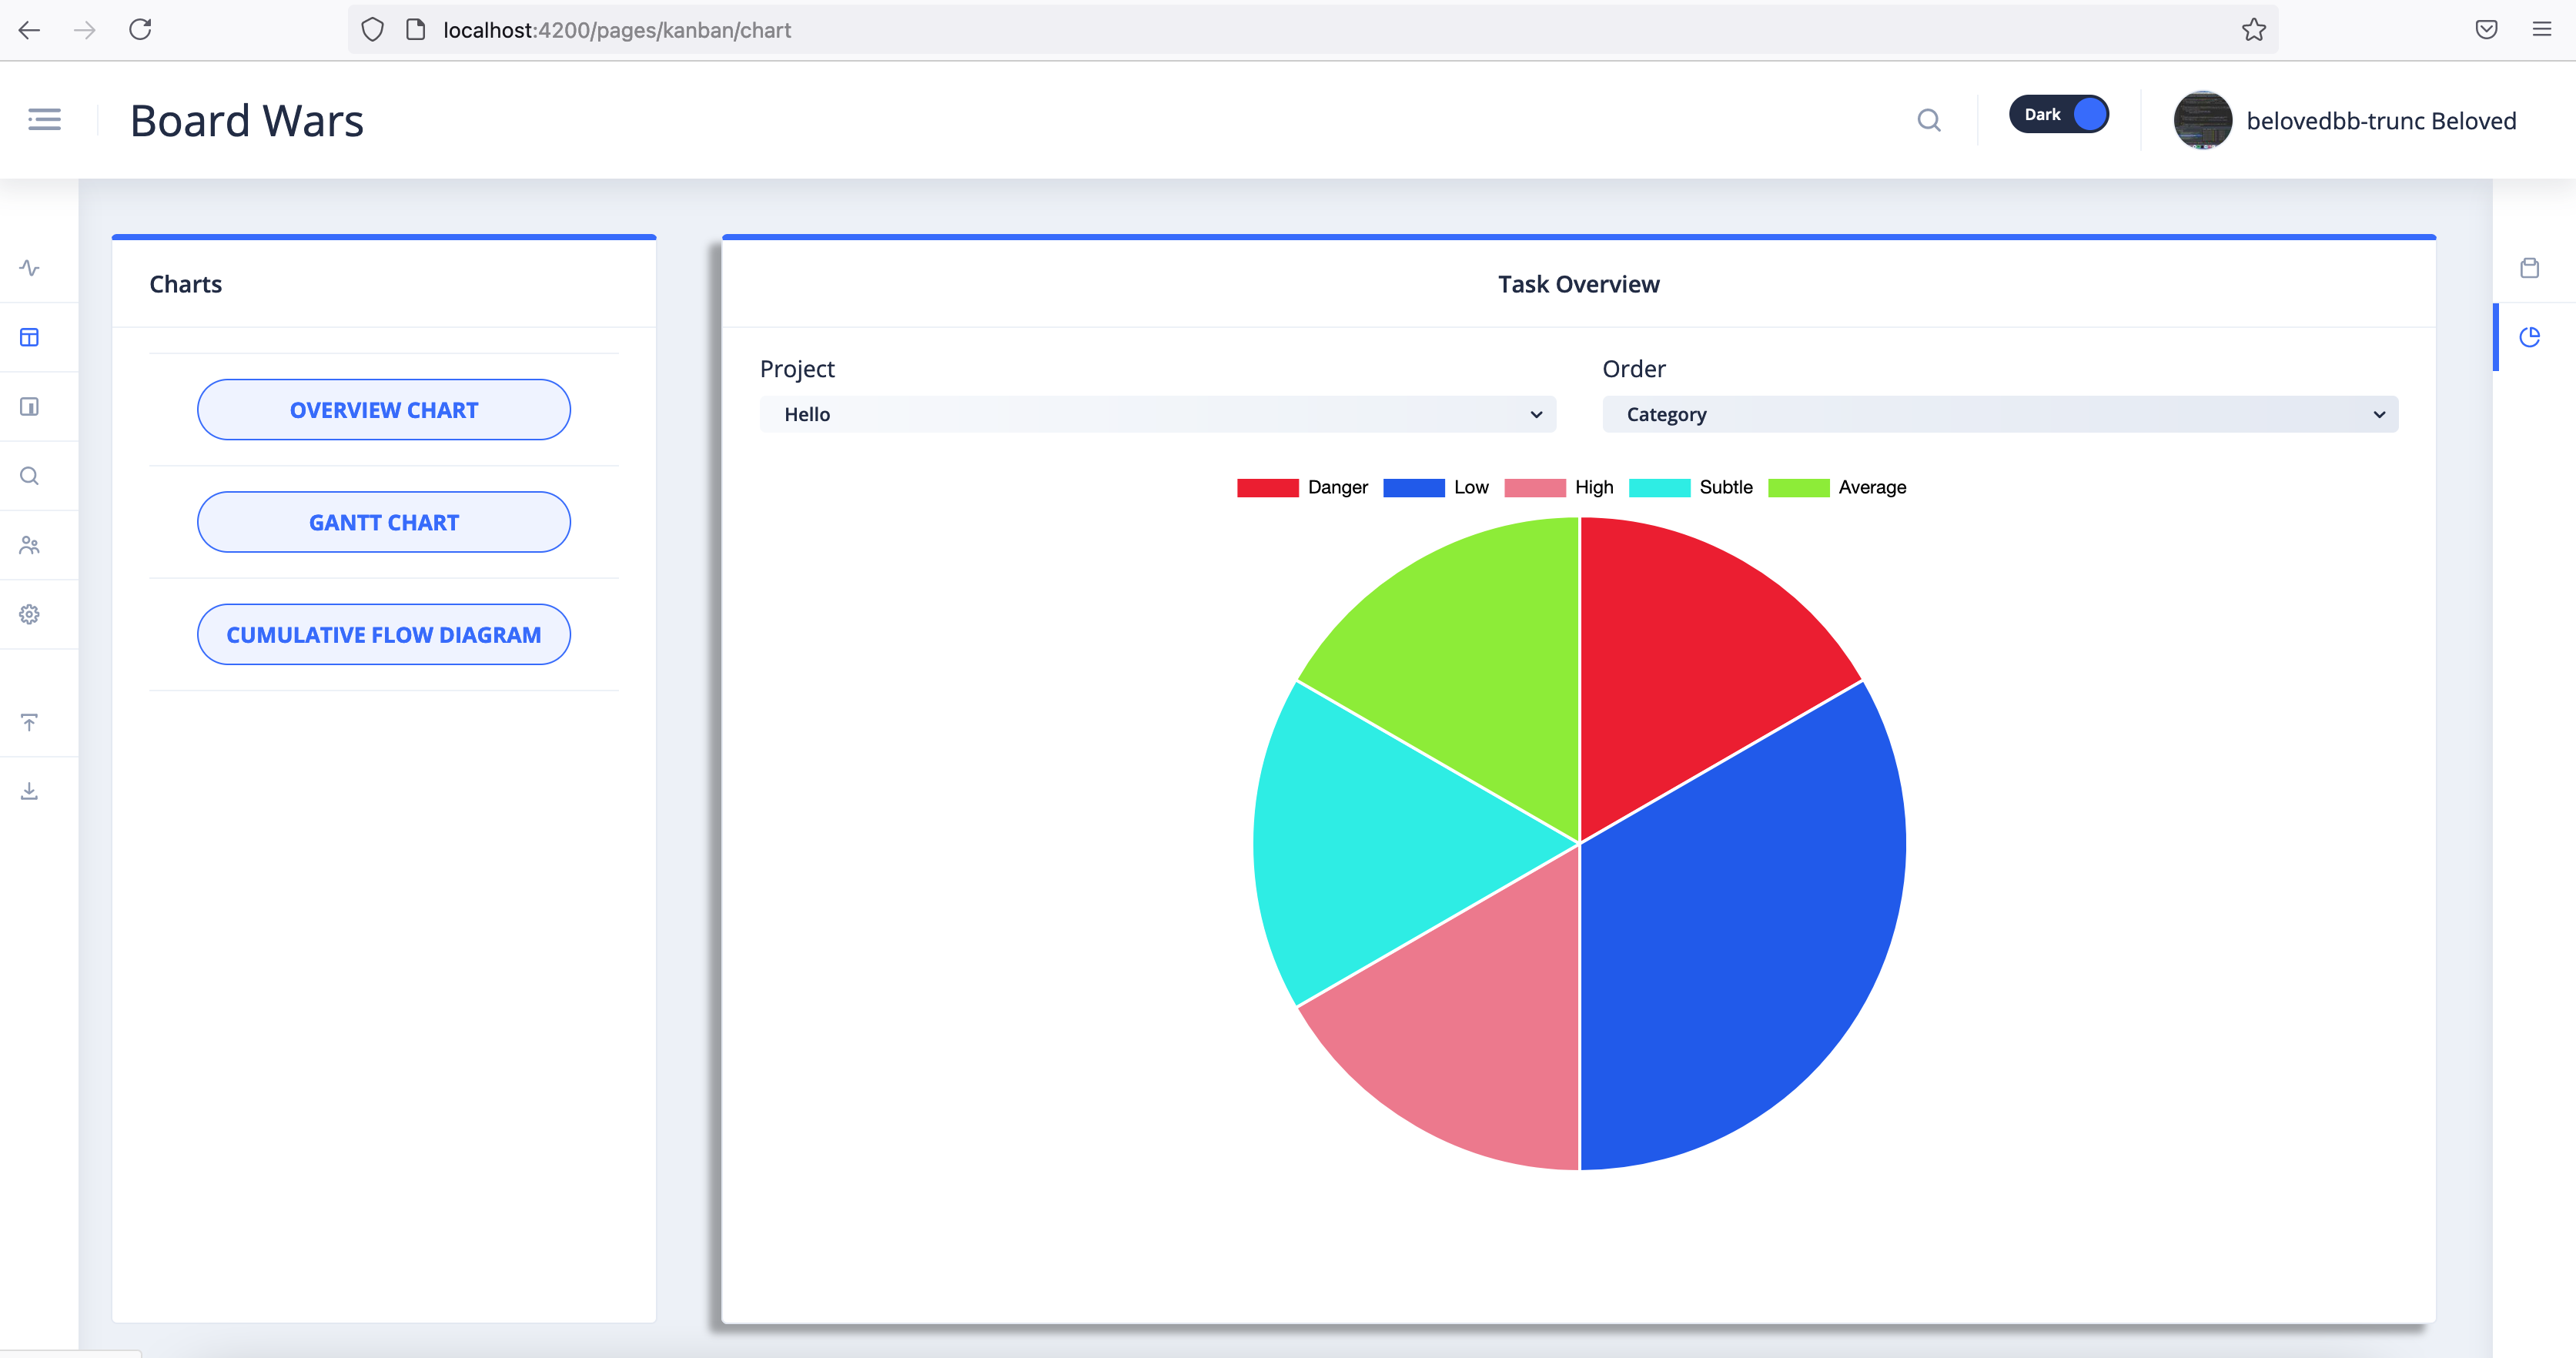 localhost:4200/pages/kanban/chart
Board Wars
Dark
belovedbb-trunc Beloved
Charts
OVERVIEW CHART
GANTT CHART
CUMULATIVE FLOW DIAGRAM
Task Overview
Project
Order
Hello
Category
Danger Low High Subtle Average